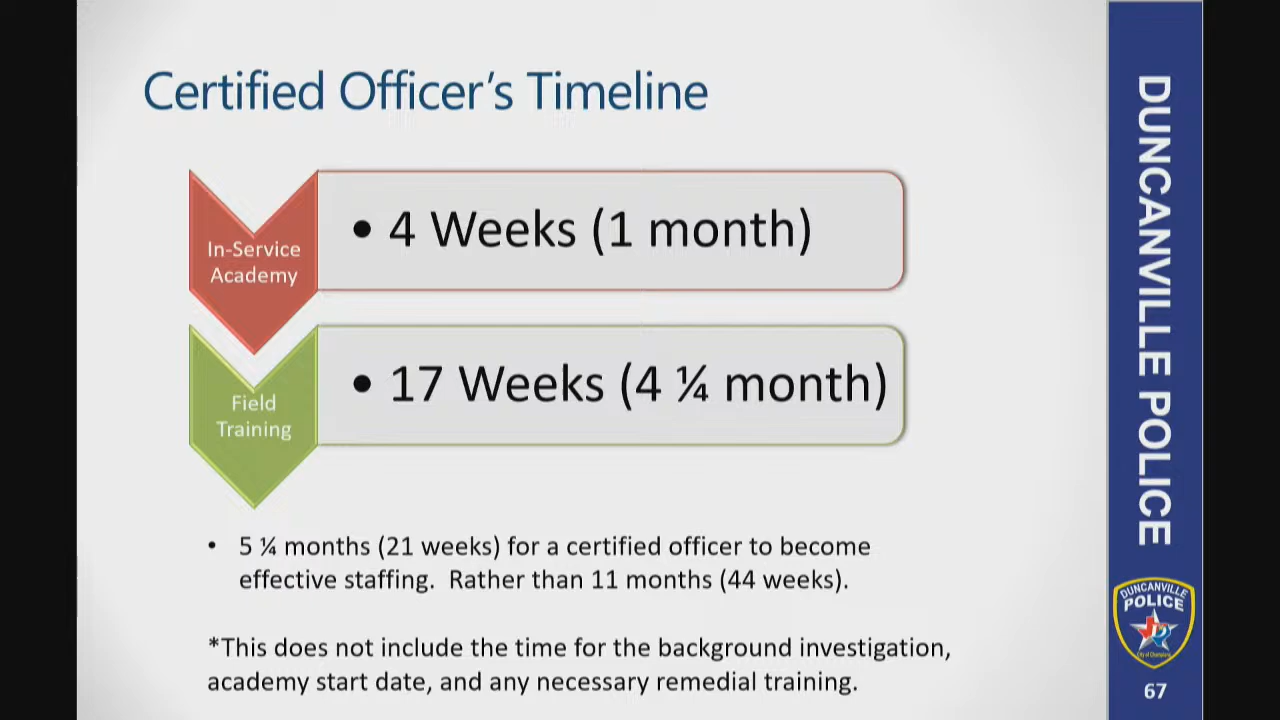 Certified Officer's Timeline
In-Service
Academy
• 4 Weeks (1 month)
Field
Training
• 17 Weeks (4 ¼ month)
• 5 ¼ months (21 weeks) for a certified officer to become
effective staffing.  Rather than 11 months (44 weeks).
*This does not include the time for the background investigation,
academy start date, and any necessary remedial training.
DUNCANVILLE POLICE
DUNCANVILLE
POLICE
City of Champions
67